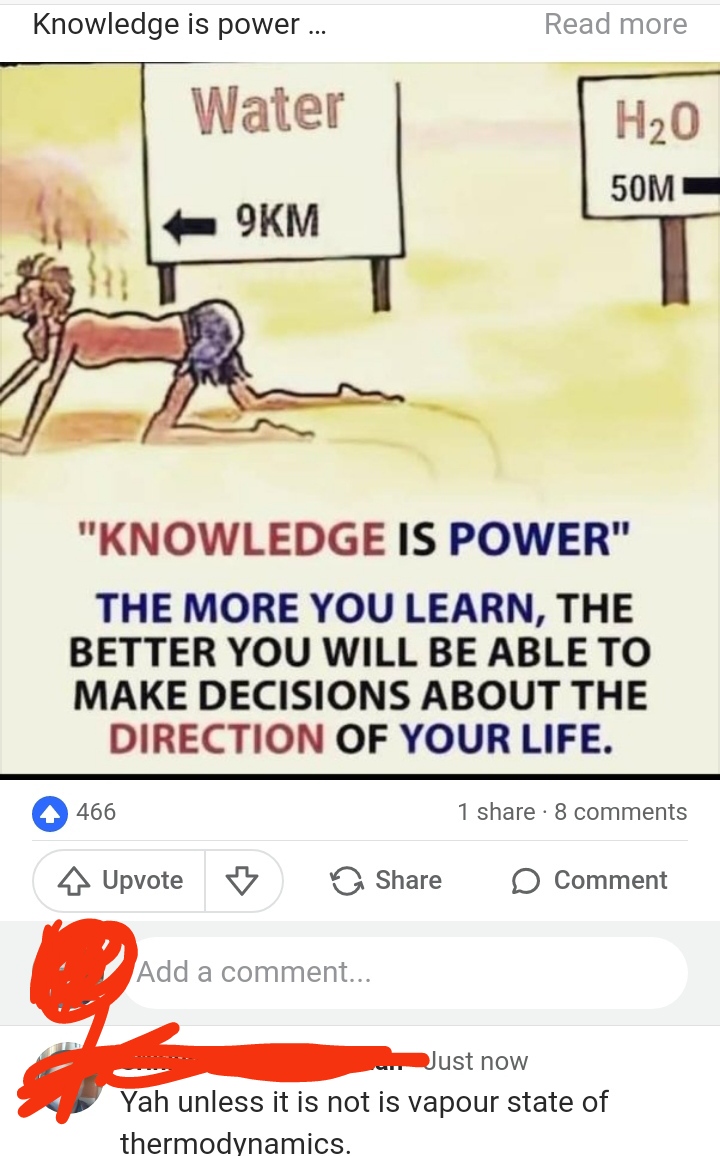 Knowledge is power ... Read more
Water
← 9KM
H₂O
50M
"KNOWLEDGE IS POWER"
THE MORE YOU LEARN, THE
BETTER YOU WILL BE ABLE TO
MAKE DECISIONS ABOUT THE
DIRECTION OF YOUR LIFE.
466 1 share · 8 comments
Upvote Share Comment
Add a comment...
Just now
Yah unless it is not is vapour state of
thermodynamics.